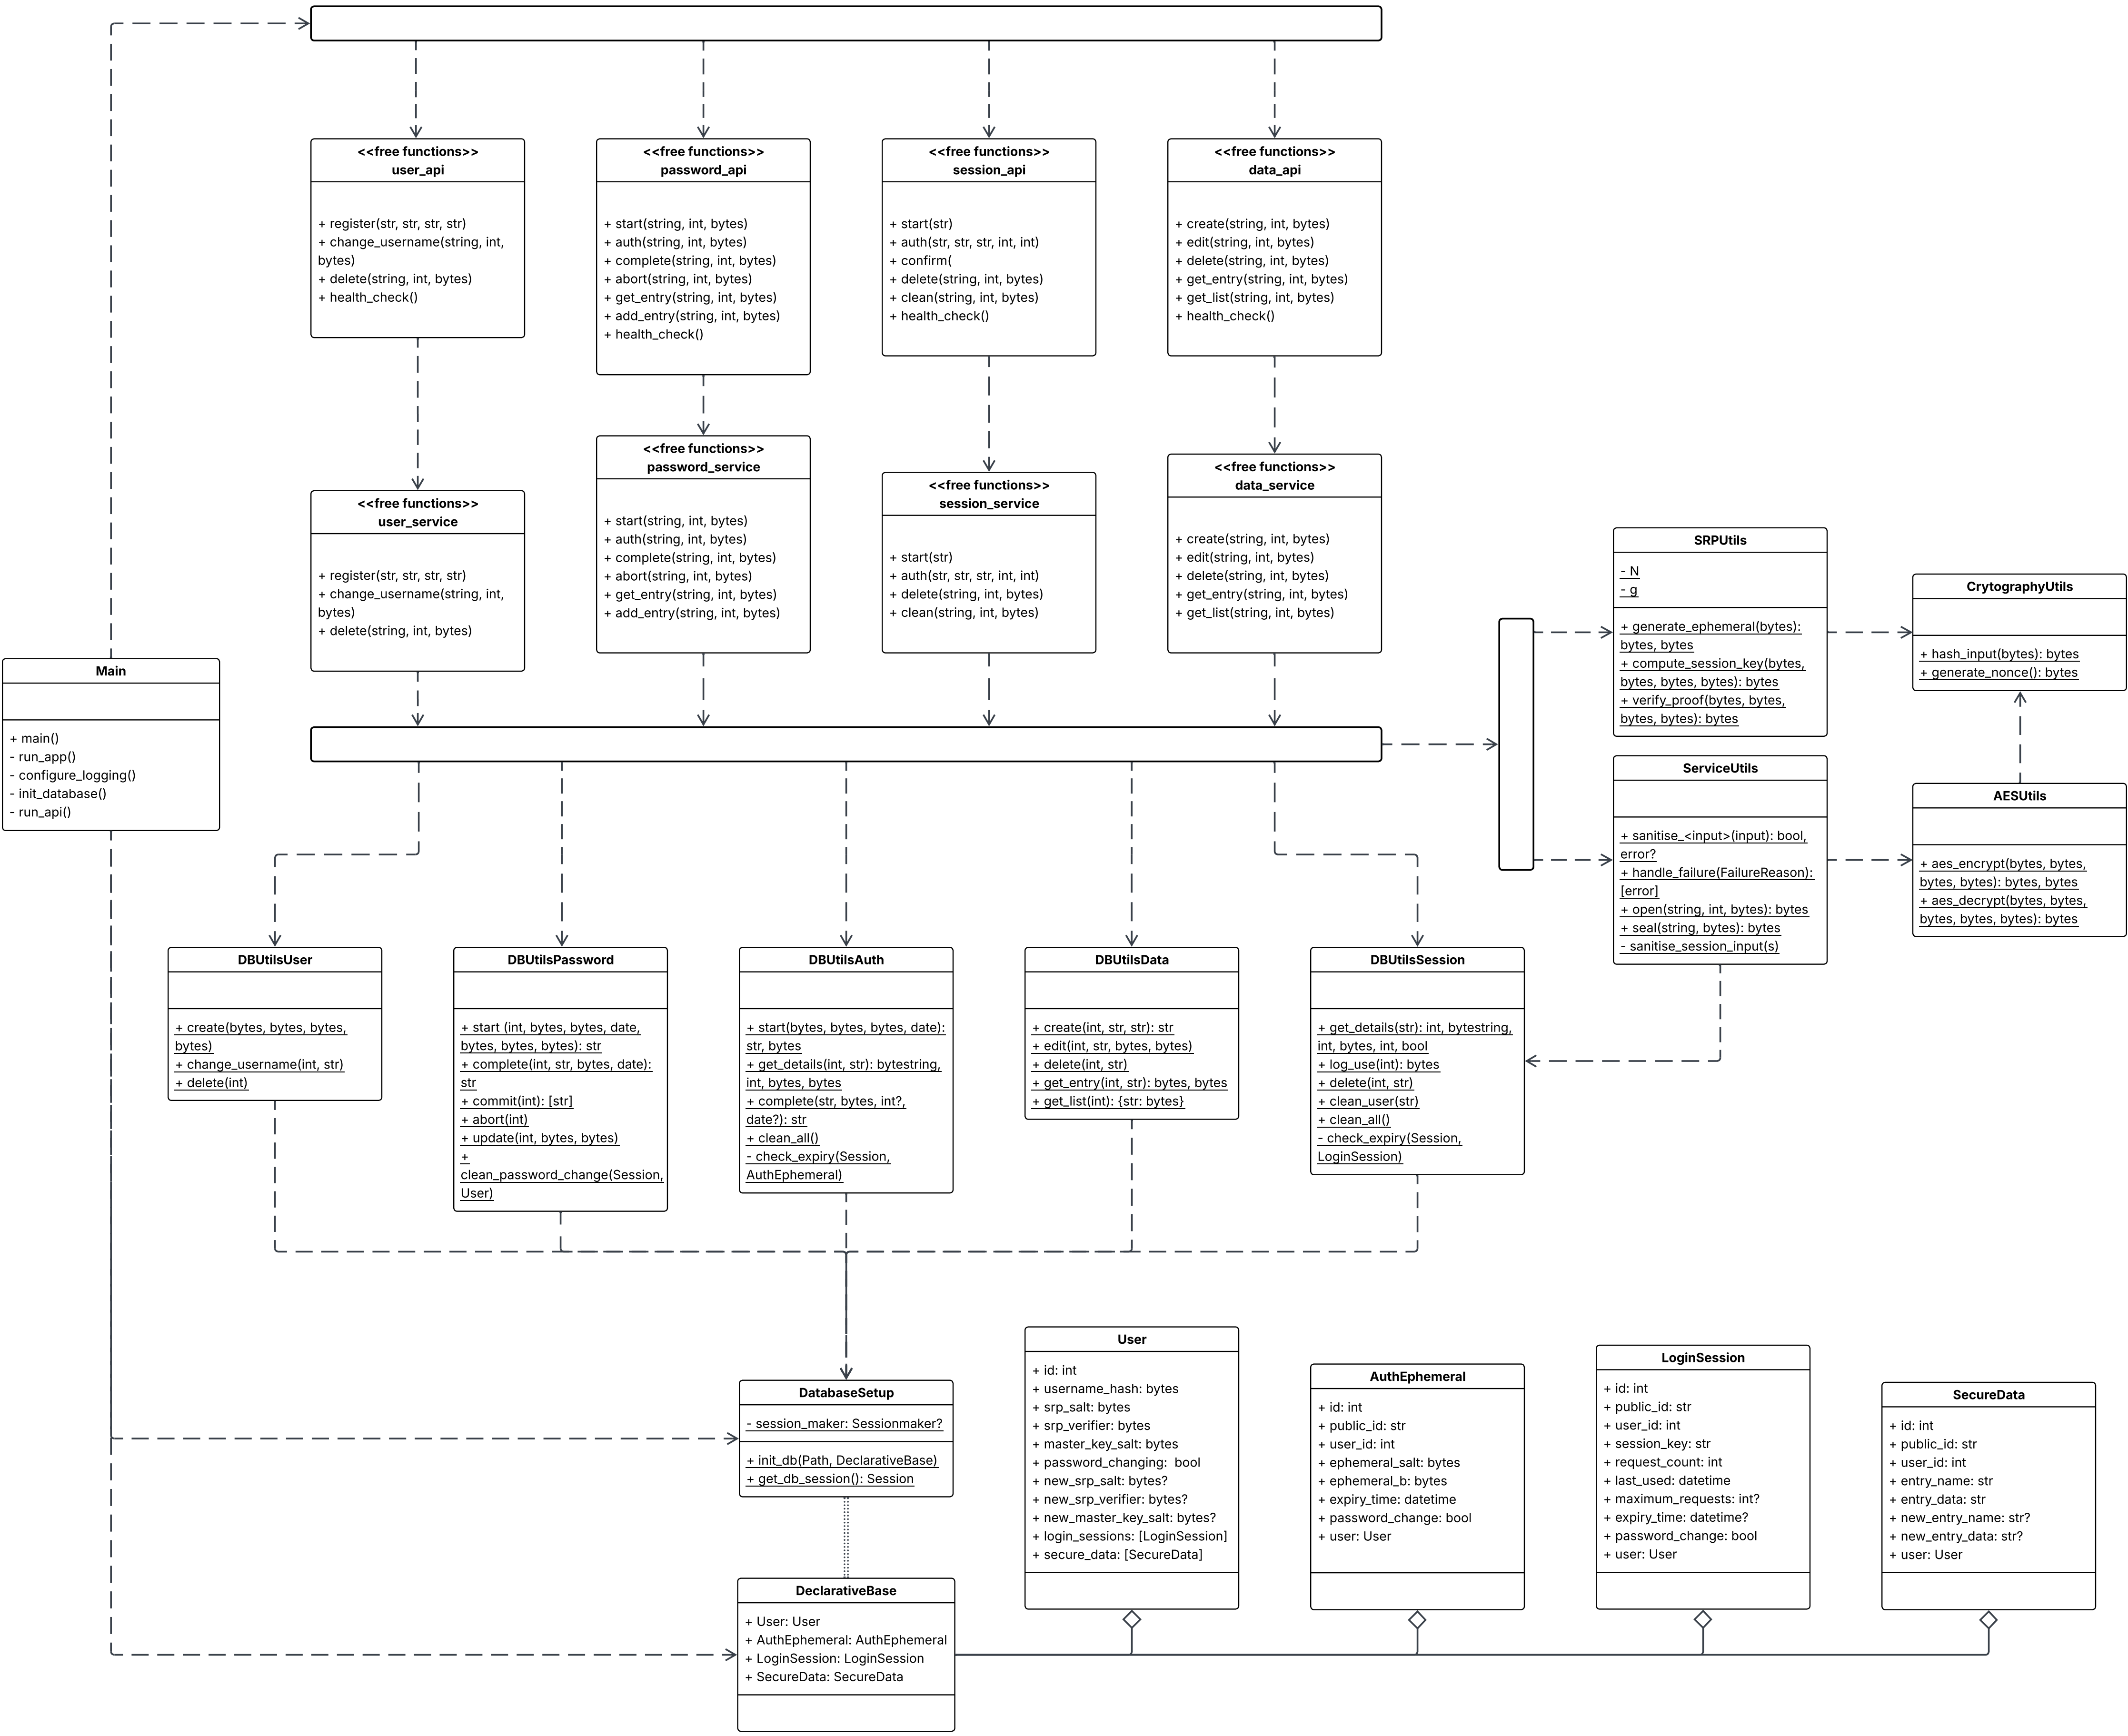 <<free functions>>
user_api
+ register(str, str, str, str)
+ change_username(string, int,
bytes)
+ delete(string, int, bytes)
+ health_check()
<<free functions>>
password_api
+ start(string, int, bytes)
+ auth(string, int, bytes)
+ complete(string, int, bytes)
+ abort(string, int, bytes)
+ get_entry(string, int, bytes)
+ add_entry(string, int, bytes)
+ health_check()
<<free functions>>
session_api
+ start(str)
+ auth(str, str, str, int, int)
+ confirm(
+ delete(string, int, bytes)
+ clean(string, int, bytes)
+ health_check()
<<free functions>>
data_api
+ create(string, int, bytes)
+ edit(string, int, bytes)
+ delete(string, int, bytes)
+ get_entry(string, int, bytes)
+ get_list(string, int, bytes)
+ health_check()
<<free functions>>
user_service
+ register(str, str, str, str)
+ change_username(string, int,
bytes)
+ delete(string, int, bytes)
<<free functions>>
password_service
+ start(string, int, bytes)
+ auth(string, int, bytes)
+ complete(string, int, bytes)
+ abort(string, int, bytes)
+ get_entry(string, int, bytes)
+ add_entry(string, int, bytes)
<<free functions>>
session_service
+ start(str)
+ auth(str, str, str, int, int)
+ delete(string, int, bytes)
+ clean(string, int, bytes)
<<free functions>>
data_service
+ create(string, int, bytes)
+ edit(string, int, bytes)
+ delete(string, int, bytes)
+ get_entry(string, int, bytes)
+ get_list(string, int, bytes)
SRPUtils
- N
- g
+ generate_ephemeral(bytes):
bytes, bytes
+ compute_session_key(bytes,
bytes, bytes, bytes): bytes
+ verify_proof(bytes, bytes,
bytes, bytes): bytes
CrytographyUtils
+ hash_input(bytes): bytes
+ generate_nonce(): bytes
Main
+ main()
- run_app()
- configure_logging()
- init_database()
- run_api()
ServiceUtils
+ sanitise_<input>(input): bool,
error?
+ handle_failure(FailureReason):
[error]
+ open(string, int, bytes): bytes
+ seal(string, bytes): bytes
- sanitise_session_input(s)
AESUtils
+ aes_encrypt(bytes, bytes,
bytes, bytes): bytes, bytes
+ aes_decrypt(bytes, bytes,
bytes, bytes, bytes): bytes
DBUtilsUser
+ create(bytes, bytes, bytes,
bytes)
+ change_username(int, str)
+ delete(int)
DBUtilsPassword
+ start (int, bytes, bytes, date,
bytes, bytes, bytes): str
+ complete(int, str, bytes, date):
str
+ commit(int): [str]
+ abort(int)
+ update(int, bytes, bytes)
+
clean_password_change(Session,
User)
DBUtilsAuth
+ start(bytes, bytes, bytes, date):
str, bytes
+ get_details(int, str): bytestring,
int, bytes, bytes
+ complete(str, bytes, int?,
date?): str
+ clean_all()
- check_expiry(Session,
AuthEphemeral)
DBUtilsData
+ create(int, str, str): str
+ edit(int, str, bytes, bytes)
+ delete(int, str)
+ get_entry(int, str): bytes, bytes
+ get_list(int): {str: bytes}
DBUtilsSession
+ get_details(str): int, bytestring,
int, bytes, int, bool
+ log_use(int): bytes
+ delete(int, str)
+ clean_user(str)
+ clean_all()
- check_expiry(Session,
LoginSession)
DatabaseSetup
- session_maker: Sessionmaker?
+ init_db(Path, DeclarativeBase)
+ get_db_session(): Session
User
+ id: int
+ username_hash: bytes
+ srp_salt: bytes
+ srp_verifier: bytes
+ master_key_salt: bytes
+ password_changing:  bool
+ new_srp_salt: bytes?
+ new_srp_verifier: bytes?
+ new_master_key_salt: bytes?
+ login_sessions: [LoginSession]
+ secure_data: [SecureData]
AuthEphemeral
+ id: int
+ public_id: str
+ user_id: int
+ ephemeral_salt: bytes
+ ephemeral_b: bytes
+ expiry_time: datetime
+ password_change: bool
+ user: User
LoginSession
+ id: int
+ public_id: str
+ user_id: int
+ session_key: str
+ request_count: int
+ last_used: datetime
+ maximum_requests: int?
+ expiry_time: datetime?
+ password_change: bool
+ user: User
SecureData
+ id: int
+ public_id: str
+ user_id: int
+ entry_name: str
+ entry_data: str
+ new_entry_name: str?
+ new_entry_data: str?
+ user: User
DeclarativeBase
+ User: User
+ AuthEphemeral: AuthEphemeral
+ LoginSession: LoginSession
+ SecureData: SecureData